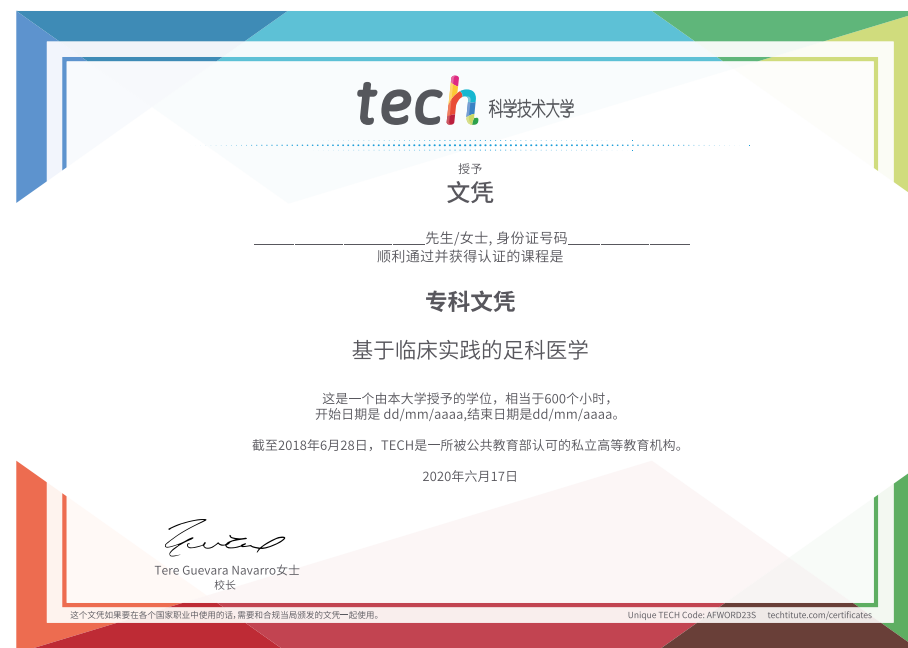 tech 科学技术大学
授予
文凭
____________________先生/女士, 身份证号码______________
顺利通过并获得认证的课程是
专科文凭
基于临床实践的足科医学
这是一个由本大学授予的学位，相当于600个小时，
开始日期是 dd/mm/aaaa,结束日期是dd/mm/aaaa。
截至2018年6月28日，TECH是一所被公共教育部认可的私立高等教育机构。
2020年六月17日
Tere Guevara Navarro女士
校长
这个文凭如果要在各个国家职业中使用的话,需要和合规当局颁发的文凭一起使用。
Unique TECH Code: AFWORD23S techtitute.com/certificates